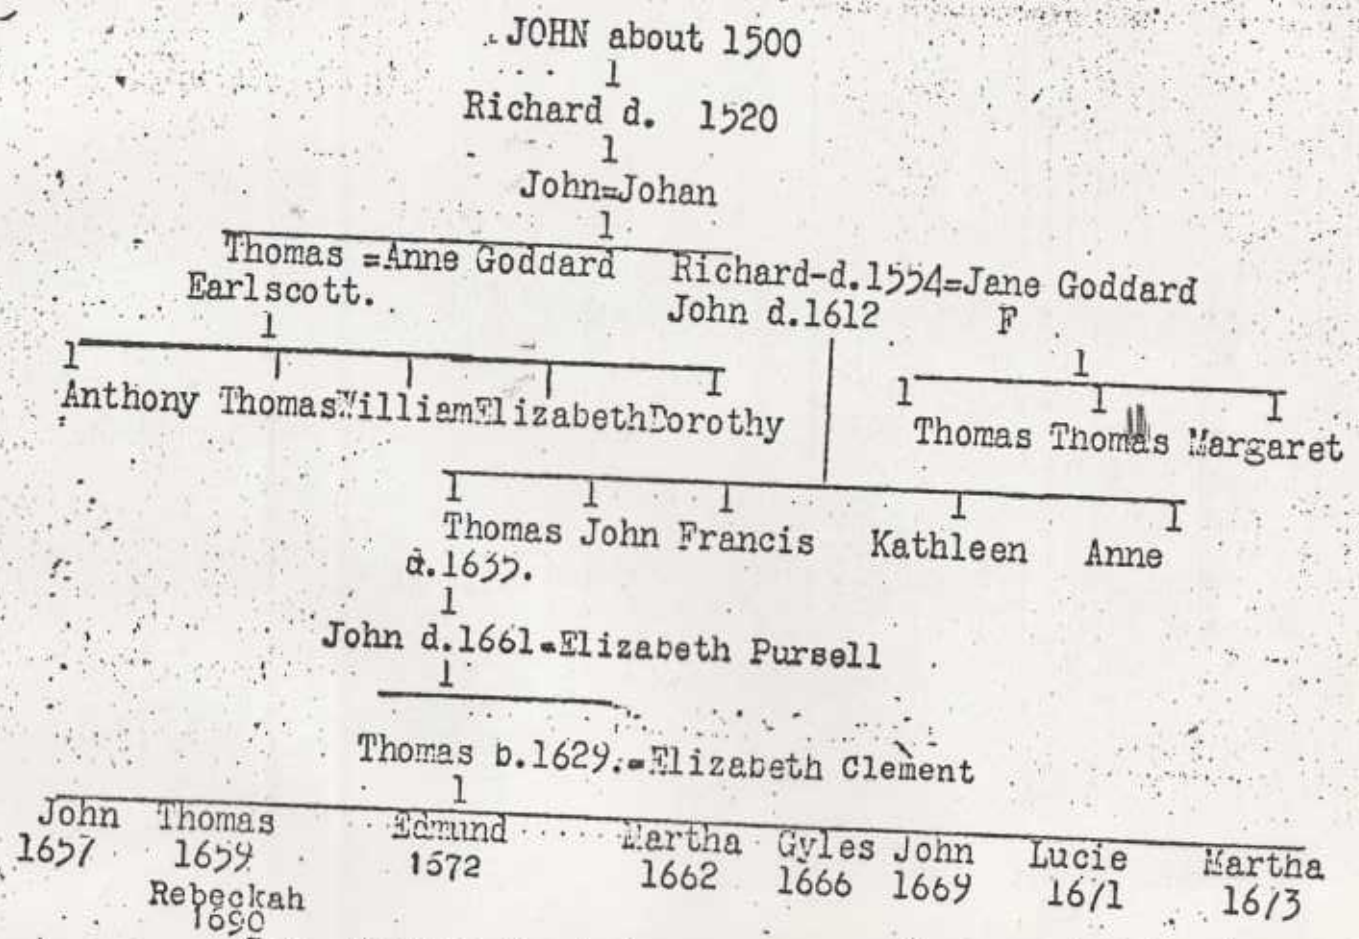 JOHN about 1500
Richard d. 1520
John=Johan
Thomas =Anne Goddard Richard-d.1554=Jane Goddard
Earlscott. John d.1612 F
Anthony Thomas William Elizabeth Dorothy
Thomas Thomas Margaret
Thomas John Francis Kathleen Anne
d.1635.
John d.1661=Elizabeth Pursell
Thomas b.1629.=Elizabeth Clement
John Thomas Edmund Martha Gyles John Lucie Martha
1657 1659 1672 1662 1666 1669 1671 1673
Rebeckah
1690